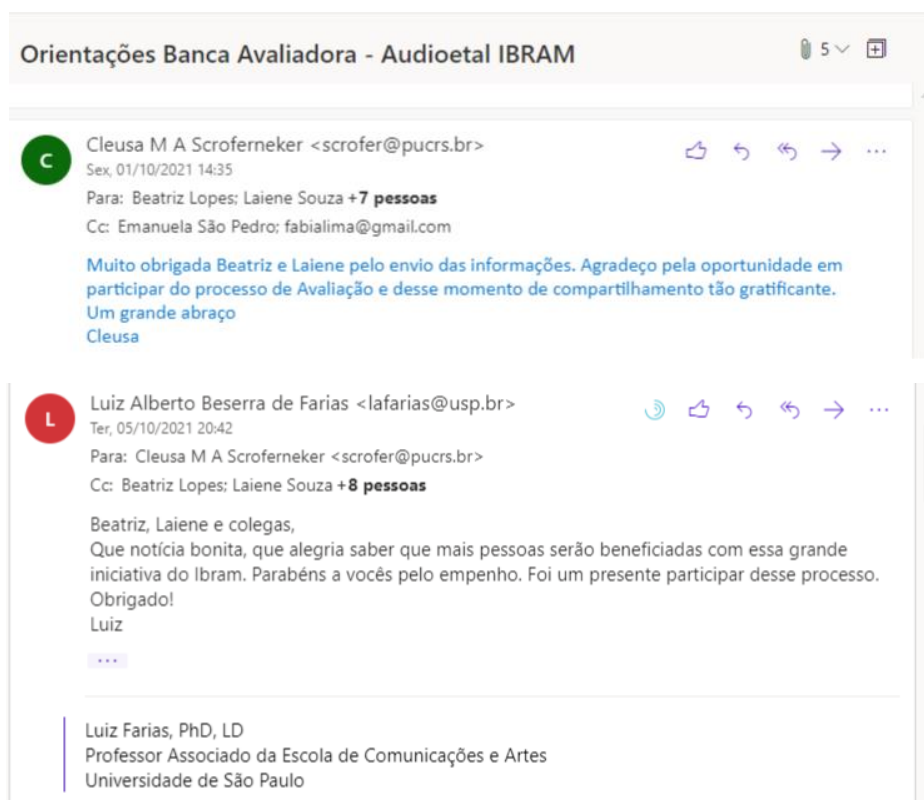 Orientações Banca Avaliadora - Audioetal IBRAM
5
C
Cleusa M A Scroferneker <scrofer@pucrs.br>
Sex, 01/10/2021 14:35
Para: Beatriz Lopes; Laiene Souza +7 pessoas
Cc: Emanuela São Pedro; fabialima@gmail.com
Muito obrigada Beatriz e Laiene pelo envio das informações. Agradeço pela oportunidade em
participar do processo de Avaliação e desse momento de compartilhamento tão gratificante.
Um grande abraço
Cleusa
L
Luiz Alberto Beserra de Farias <lafarias@usp.br>
Ter, 05/10/2021 20:42
Para: Cleusa M A Scroferneker <scrofer@pucrs.br>
Cc: Beatriz Lopes; Laiene Souza +8 pessoas
Beatriz, Laiene e colegas,
Que notícia bonita, que alegria saber que mais pessoas serão beneficiadas com essa grande
iniciativa do Ibram. Parabéns a vocês pelo empenho. Foi um presente participar desse processo.
Obrigado!
Luiz
Luiz Farias, PhD, LD
Professor Associado da Escola de Comunicações e Artes
Universidade de São Paulo